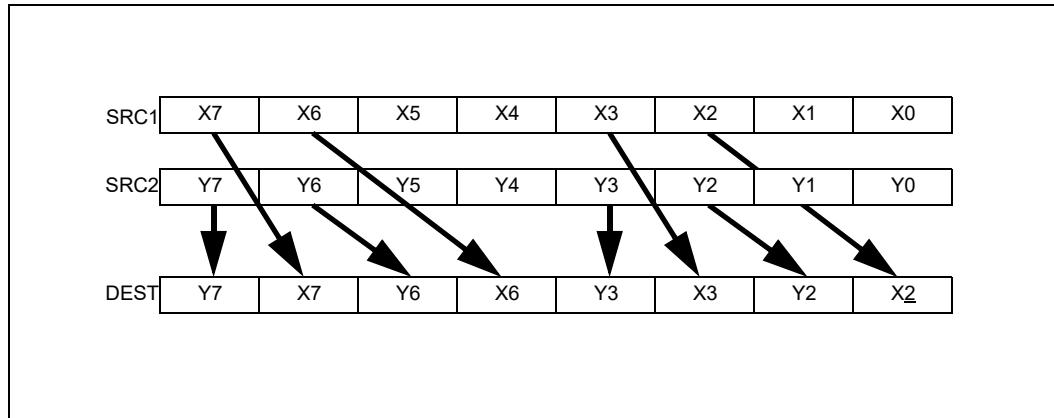 SRC1 X7 X6 X5 X4 X3 X2 X1 X0
SRC2 Y7 Y6 Y5 Y4 Y3 Y2 Y1 Y0
DEST Y7 X7 Y6 X6 Y3 X3 Y2 X2